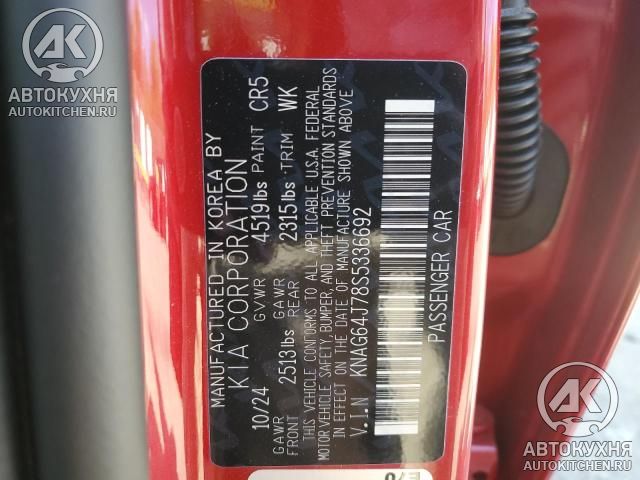 MANUFACTURED IN KOREA BY
KIA CORPORATION
10/24 GVWR 4519lbs PAINT CR5
GAWR FRONT 2513lbs GAWR REAR 2315lbs TRIM WK
THIS VEHICLE CONFORMS TO ALL APPLICABLE U.S.A. FEDERAL
MOTOR VEHICLE SAFETY, BUMPER, AND THEFT PREVENTION STANDARDS
IN EFFECT ON THE DATE OF MANUFACTURE SHOWN ABOVE
V.I.N KNAG64J78S5336692
PASSENGER CAR
AK
АВТОКУХНЯ
AUTOKITCHEN.RU
AK
АВТОКУХНЯ
AUTOKITCHEN.RU